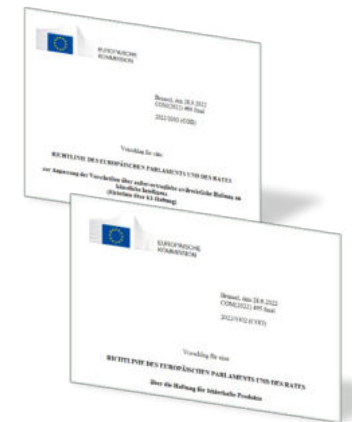 EUROPÄISCHE
KOMMISSION
Brüssel, den 28.9.2022
COM(2022) 496 final
2022/0303 (COD)
Vorschlag für eine
RICHTLINIE DES EUROPÄISCHEN PARLAMENTS UND DES RATES
zur Anpassung der Vorschriften über außervertragliche zivilrechtliche Haftung an
künstliche Intelligenz
(Richtlinie über KI-Haftung)
EUROPÄISCHE
KOMMISSION
Brüssel, den 28.9.2022
COM(2022) 495 final
2022/0302 (COD)
Vorschlag für eine
RICHTLINIE DES EUROPÄISCHEN PARLAMENTS UND DES RATES
über die Haftung für fehlerhafte Produkte